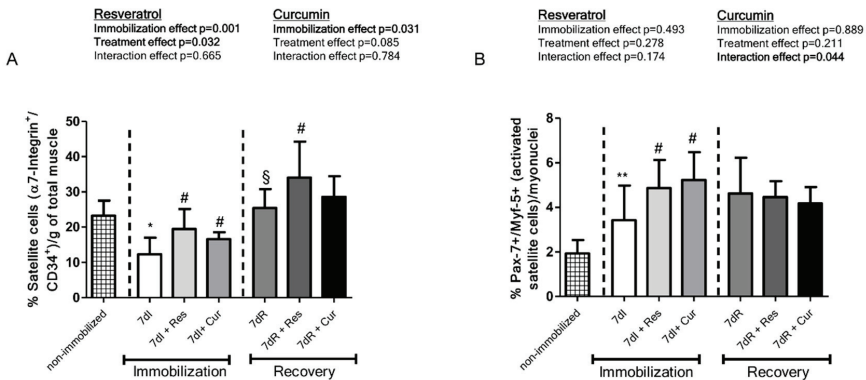 Resveratrol
Immobilization effect p=0.001
Treatment effect p=0.032
Interaction effect p=0.665
Curcumin
Immobilization effect p=0.031
Treatment effect p=0.085
Interaction effect p=0.784
A
% Satellite cells (α7-Integrin⁺/
CD34⁺)/g of total muscle
50
40
30
20
10
0
*
#
#
§
#
non-immobilized
7dI
7dI + Res
7dI+ Cur
7dR
7dR + Res
7dR + Cur
Immobilization
Recovery
Resveratrol
Immobilization effect p=0.493
Treatment effect p=0.278
Interaction effect p=0.174
Curcumin
Immobilization effect p=0.889
Treatment effect p=0.211
Interaction effect p=0.044
B
% Pax-7+/Myf-5+ (activated
satellite cells)/myonuclei
8
6
4
2
0
**
#
#
non-immobilized
7dI
7dI + Res
7dI+ Cur
7dR
7dR + Res
7dR + Cur
Immobilization
Recovery